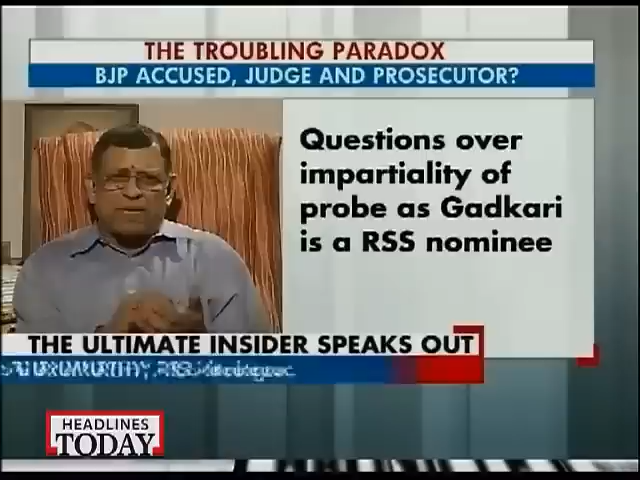 THE TROUBLING PARADOX
BJP ACCUSED, JUDGE AND PROSECUTOR?
Questions over
impartiality of
probe as Gadkari
is a RSS nominee
THE ULTIMATE INSIDER SPEAKS OUT
HEADLINES
TODAY